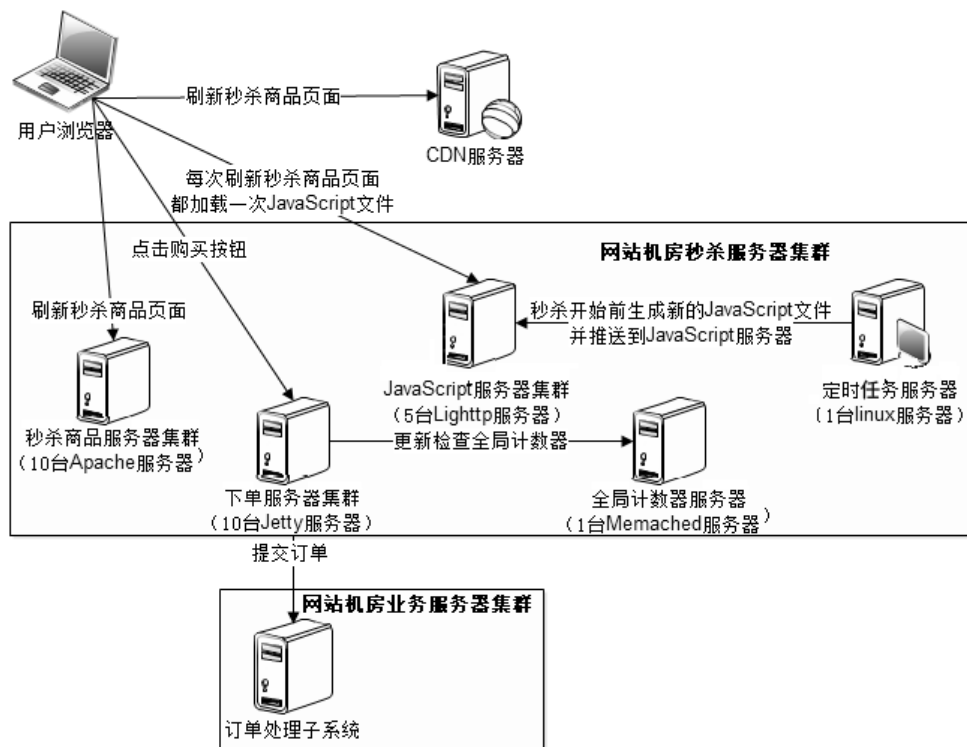 用户浏览器
刷新秒杀商品页面
CDN服务器
每次刷新秒杀商品页面
都加载一次JavaScript文件
点击购买按钮
网站机房秒杀服务器集群
刷新秒杀商品页面
秒杀开始前生成新的JavaScript文件
并推送到JavaScript服务器
JavaScript服务器集群
（5台Lighttp服务器）
定时任务服务器
（1台linux服务器）
秒杀商品服务器集群
（10台Apache服务器）
更新检查全局计数器
下单服务器集群
（10台Jetty服务器）
全局计数器服务器
（1台Memached服务器）
提交订单
网站机房业务服务器集群
订单处理子系统